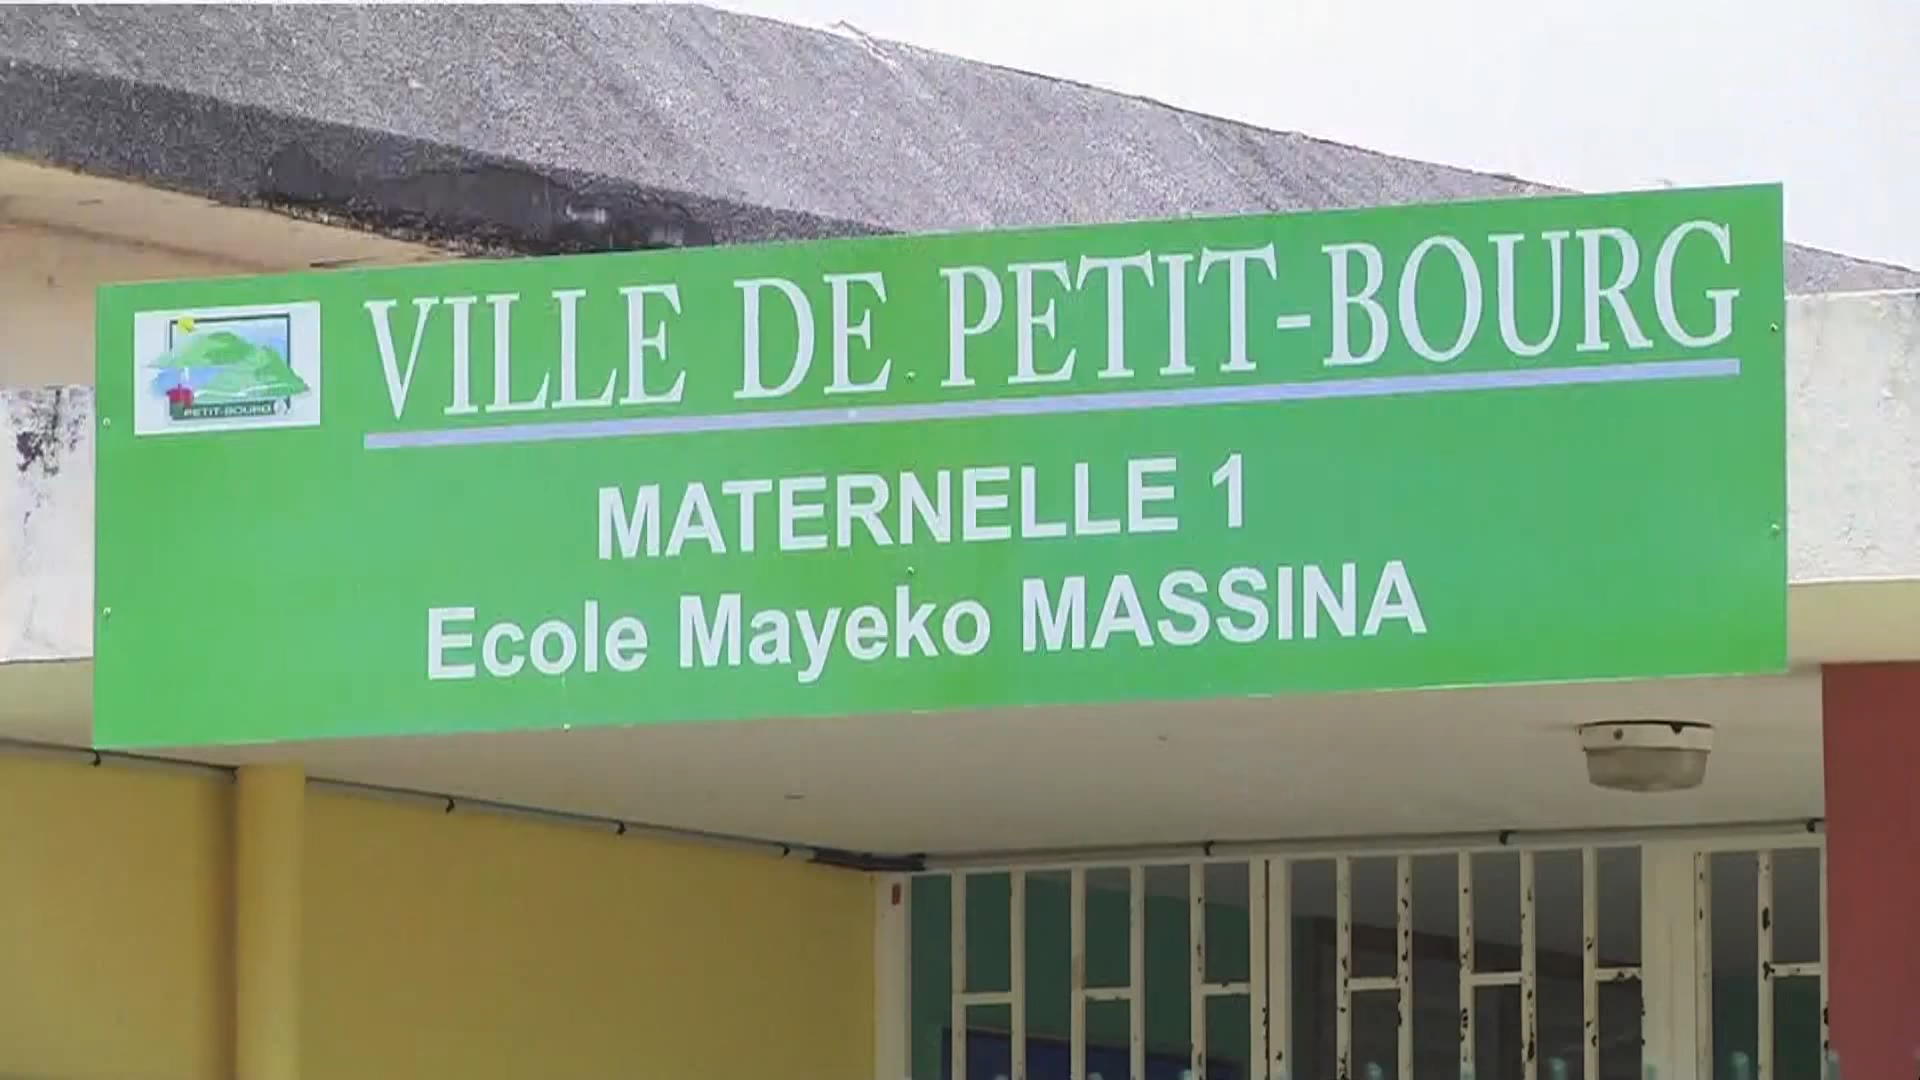 VILLE DE PETIT-BOURG
PETIT-BOURG
MATERNELLE 1
Ecole Mayeko MASSINA